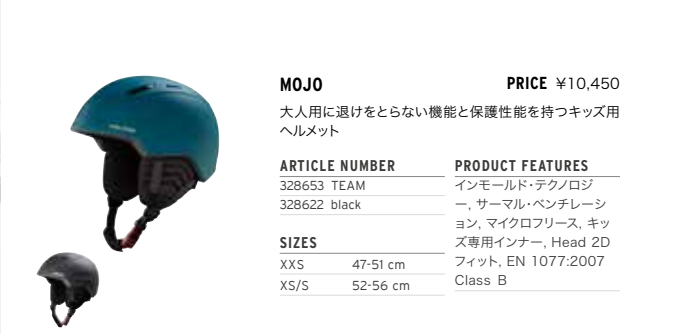 MOJO
PRICE ¥10,450
大人用に退けをとらない機能と保護性能を持つキッズ用
ヘルメット
ARTICLE NUMBER
328653 TEAM
328622 black
SIZES
XXS 47-51 cm
XS/S 52-56 cm
PRODUCT FEATURES
インモールド・テクノロジ
ー, サーマル・ベンチレーシ
ョン, マイクロフリース, キッ
ズ専用インナー, Head 2D
フィット, EN 1077:2007
Class B